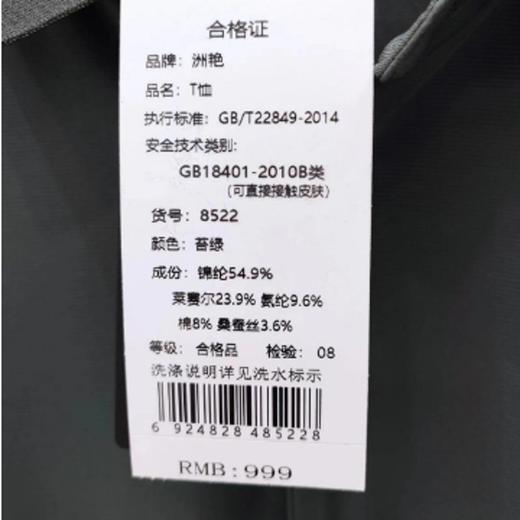 合格证
品牌: 洲艳
品名: T恤
执行标准: GB/T22849-2014
安全技术类别:
GB18401-2010B类
(可直接接触皮肤)
货号: 8522
颜色: 苔绿
成份: 锦纶54.9%
莱赛尔23.9% 氨纶9.6%
棉8% 桑蚕丝3.6%
等级: 合格品 检验: 08
洗涤说明详见洗水标示
6 924828 485228
RMB: 999